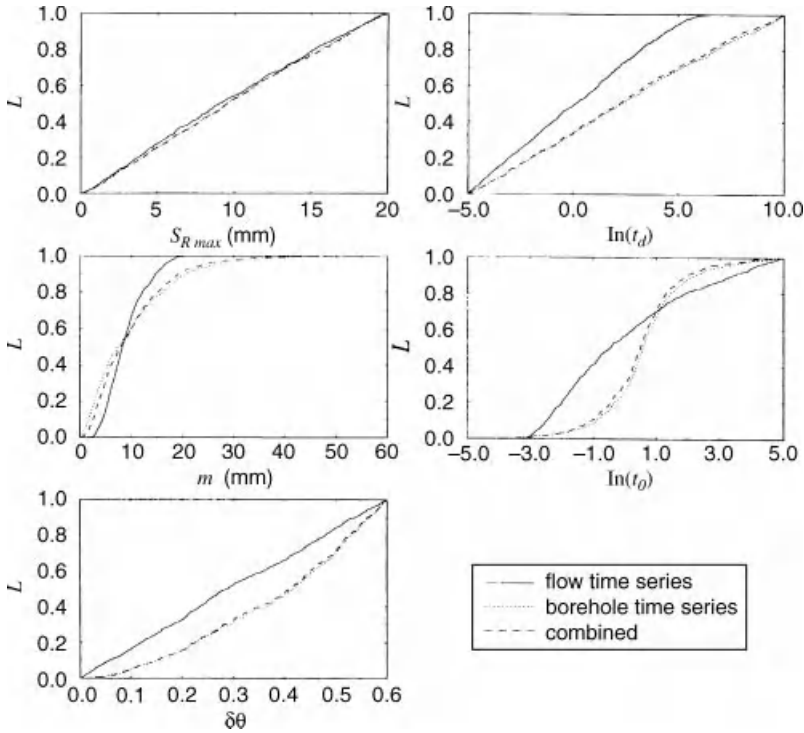 1.0 1.0
0.8 0.8
0.6 0.6
L L
0.4 0.4
0.2 0.2
0.0 0.0
0 5 10 15 20 −5.0 0.0 5.0 10.0
S_R max (mm) ln(t_d)
1.0 1.0
0.8 0.8
0.6 0.6
L L
0.4 0.4
0.2 0.2
0.0 0.0
0 10 20 30 40 50 60 −5.0 −3.0 −1.0 1.0 3.0 5.0
m (mm) ln(t_0)
1.0
0.8
0.6
L
0.4
0.2
0.0
0.0 0.1 0.2 0.3 0.4 0.5 0.6
δθ
flow time series
borehole time series
combined